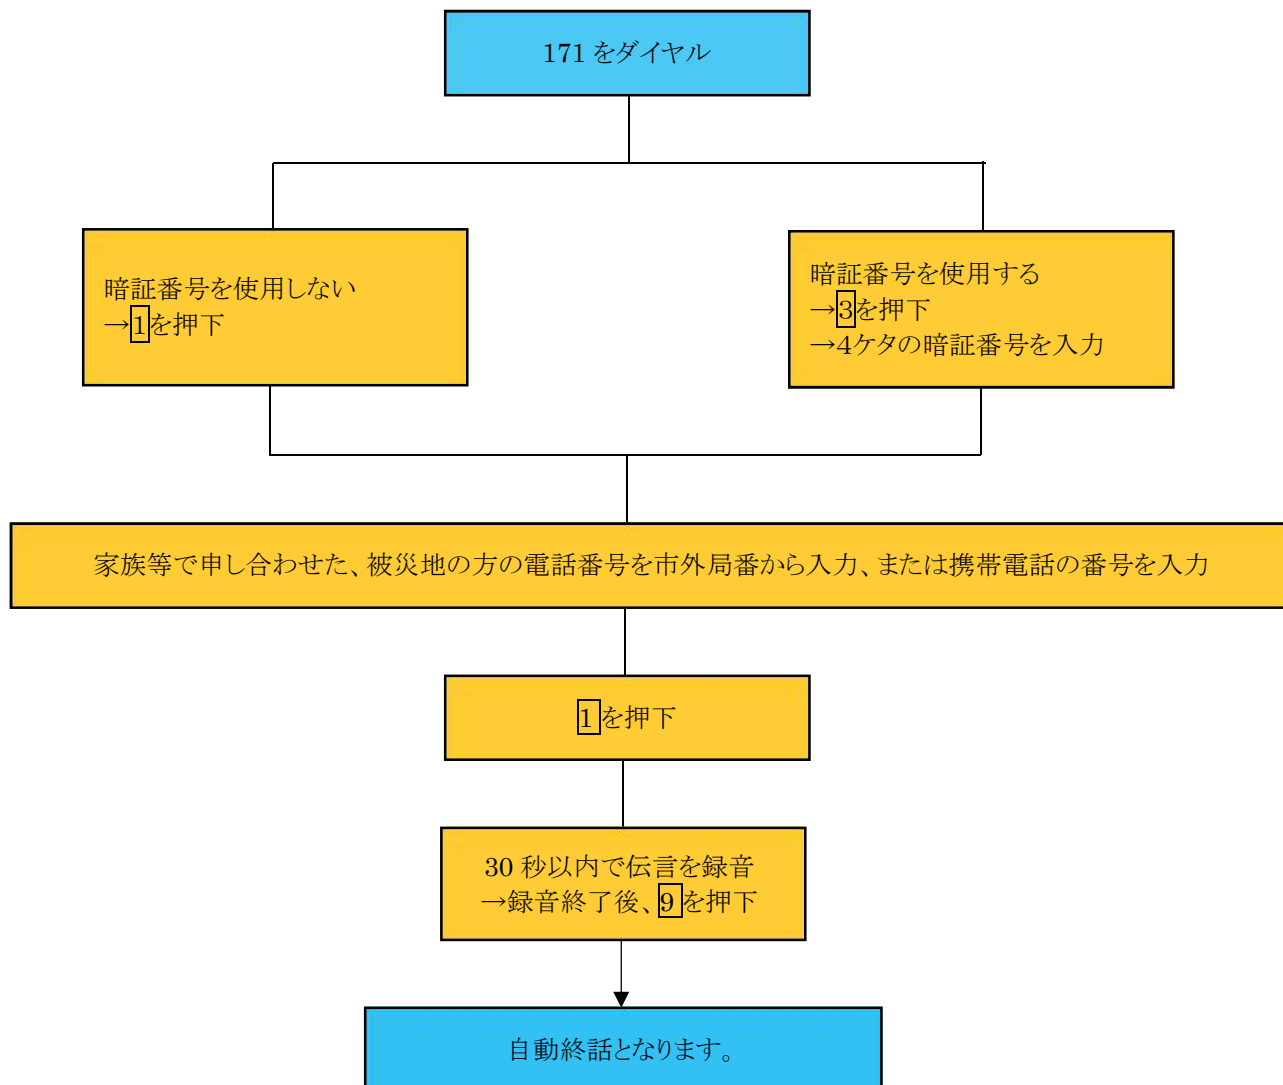 171 をダイヤル
暗証番号を使用しない
→1を押下
暗証番号を使用する
→3を押下
→4ケタの暗証番号を入力
家族等で申し合わせた、被災地の方の電話番号を市外局番から入力、または携帯電話の番号を入力
1を押下
30 秒以内で伝言を録音
→録音終了後、9を押下
自動終話となります。